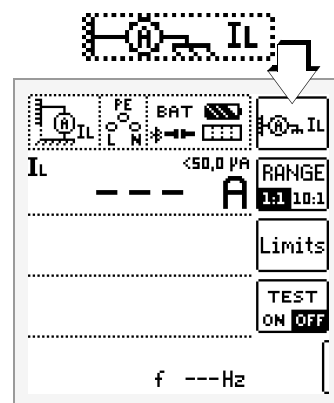 A IL
PE
A IL
L N
BAT
A IL
IL
<50,0 µA
--- A
RANGE
1:1 10:1
Limits
TEST
ON OFF
f ---Hz